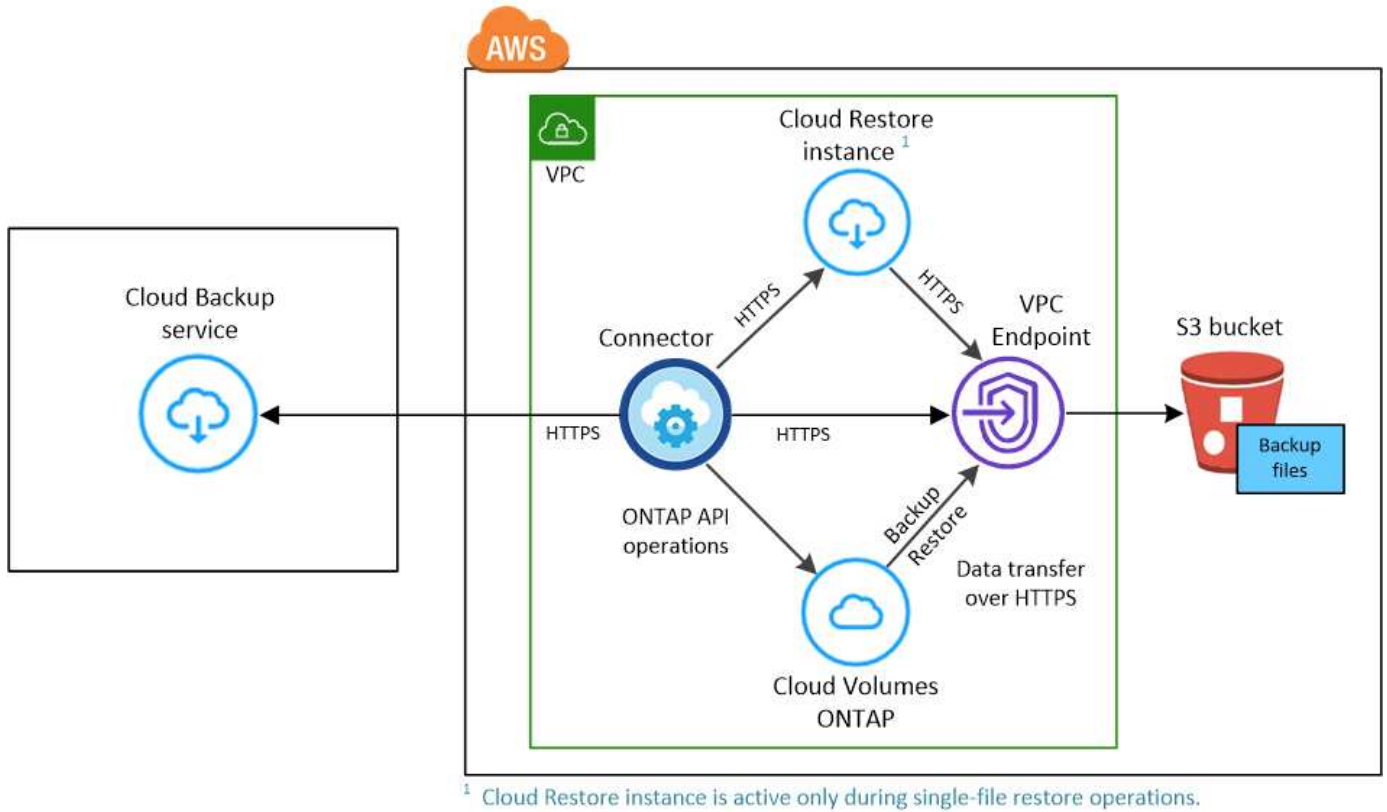 AWS
VPC
Cloud Restore
instance 1
Cloud Backup
service
HTTPS
HTTPS
VPC
Endpoint
S3 bucket
Connector
HTTPS
HTTPS
Backup
files
ONTAP API
operations
Backup
Restore
Data transfer
over HTTPS
Cloud Volumes
ONTAP
1 Cloud Restore instance is active only during single-file restore operations.